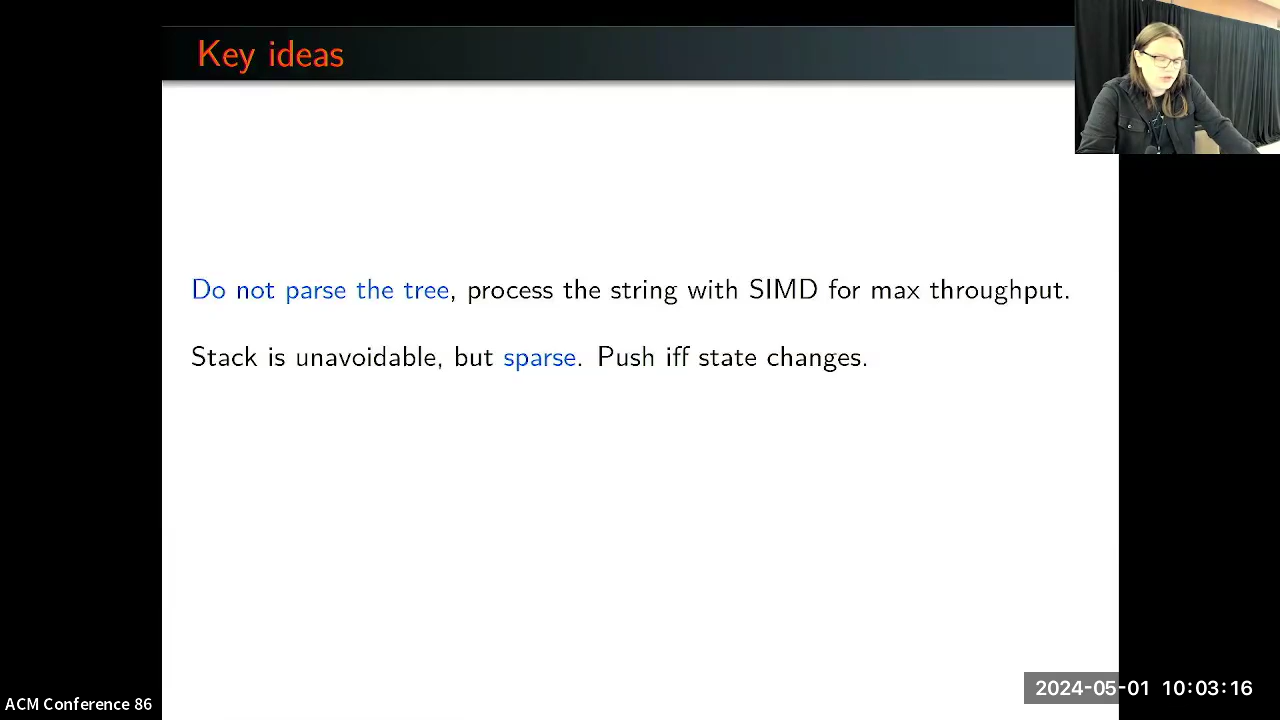 Key ideas
Do not parse the tree, process the string with SIMD for max throughput.
Stack is unavoidable, but sparse. Push iff state changes.
ACM Conference 86
2024-05-01 10:03:16